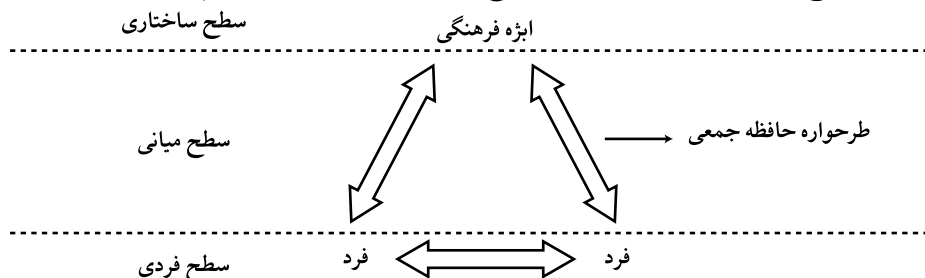 سطح ساختاری
ابژه فرهنگی
طرحواره حافظه جمعی
سطح میانی
فرد
فرد
سطح فردی